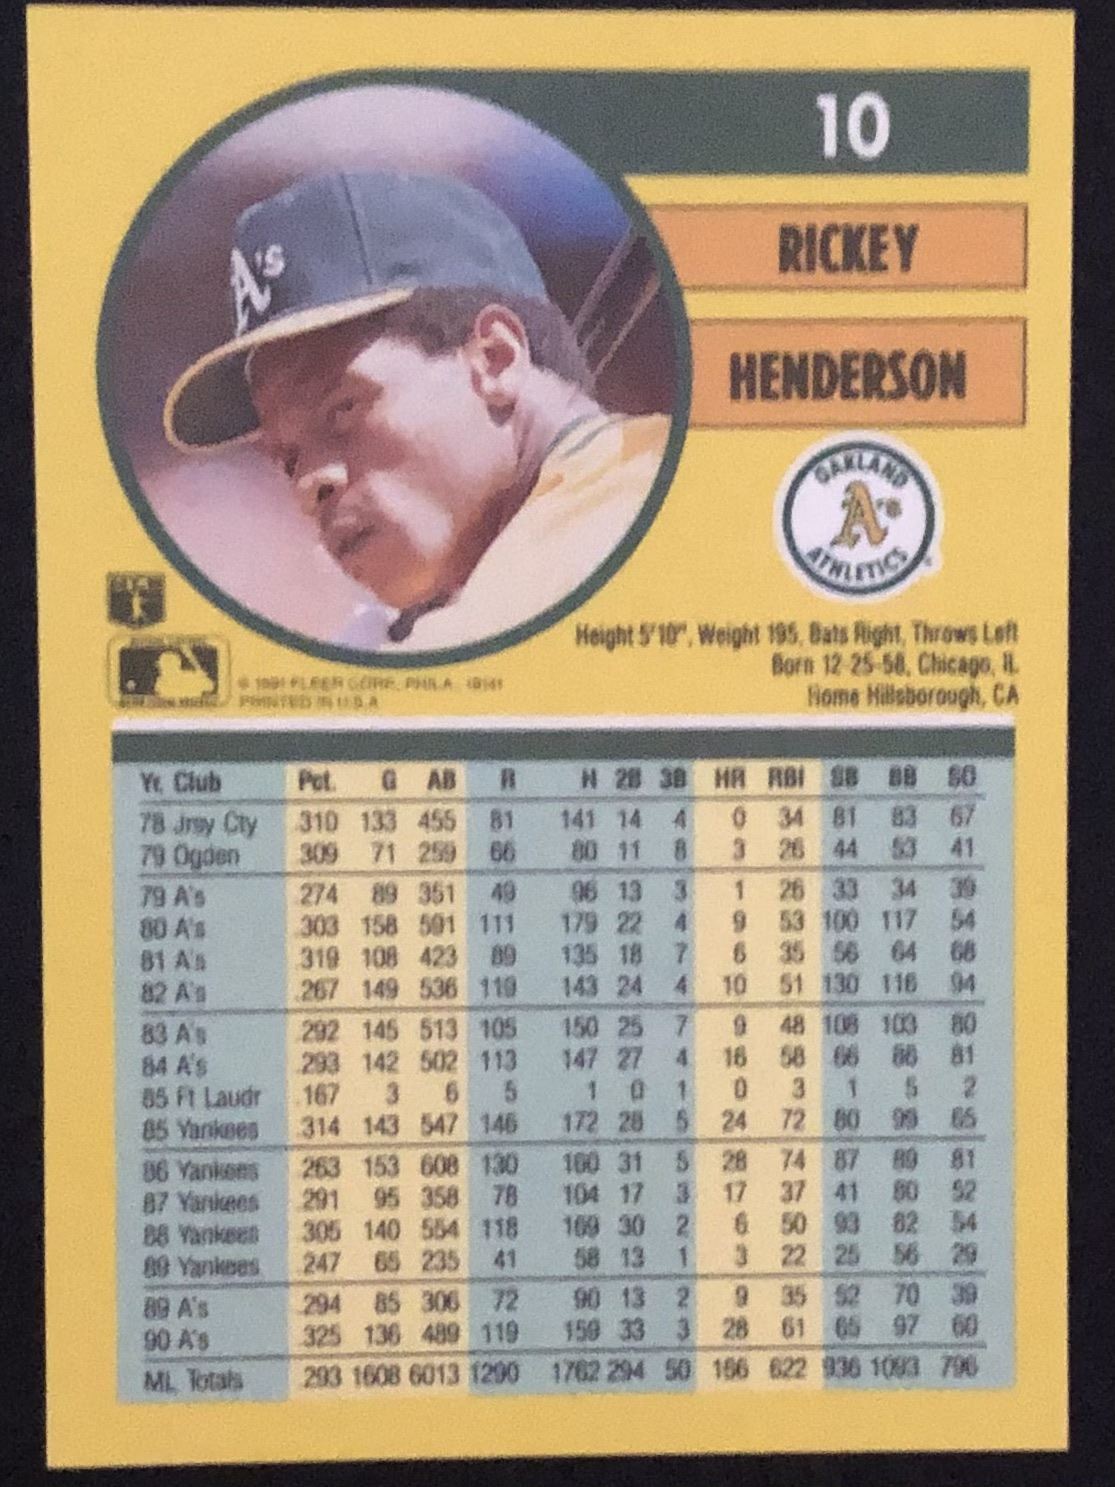 10
RICKEY
HENDERSON
A's
OAKLAND
A's
ATHLETICS
Height 5'10", Weight 195, Bats Right, Throws Left
Born 12-25-58, Chicago, IL
Home Hillsborough, CA
© 1991 FLEER CORP., PHILA. 19141
PRINTED IN U.S.A.
Yr. Club Pct. G AB R H 2B 3B HR RBI SB BB SO
78 Jrsy Cty .310 133 455 81 141 14 4 0 34 81 83 67
79 Ogden .309 71 259 66 80 11 8 3 26 44 53 41
79 A's .274 89 351 49 96 13 3 1 26 33 34 39
80 A's .303 158 591 111 179 22 4 9 53 100 117 54
81 A's .319 108 423 89 135 18 7 6 35 56 64 68
82 A's .267 149 536 119 143 24 4 10 51 130 116 94
83 A's .292 145 513 105 150 25 7 9 48 108 103 80
84 A's .293 142 502 113 147 27 4 16 58 66 86 81
85 Ft Laudr .167 3 6 5 1 0 1 0 3 1 5 2
85 Yankees .314 143 547 146 172 28 5 24 72 80 99 65
86 Yankees .263 153 608 130 160 31 5 28 74 87 89 81
87 Yankees .291 95 358 78 104 17 3 17 37 41 80 52
88 Yankees .305 140 554 118 169 30 2 6 50 93 82 54
89 Yankees .247 65 235 41 58 13 1 3 22 25 56 29
89 A's .294 85 306 72 90 13 2 9 35 52 70 39
90 A's .325 136 489 119 159 33 3 28 61 65 97 60
ML Totals .293 1608 6013 1290 1762 294 50 166 622 936 1093 796